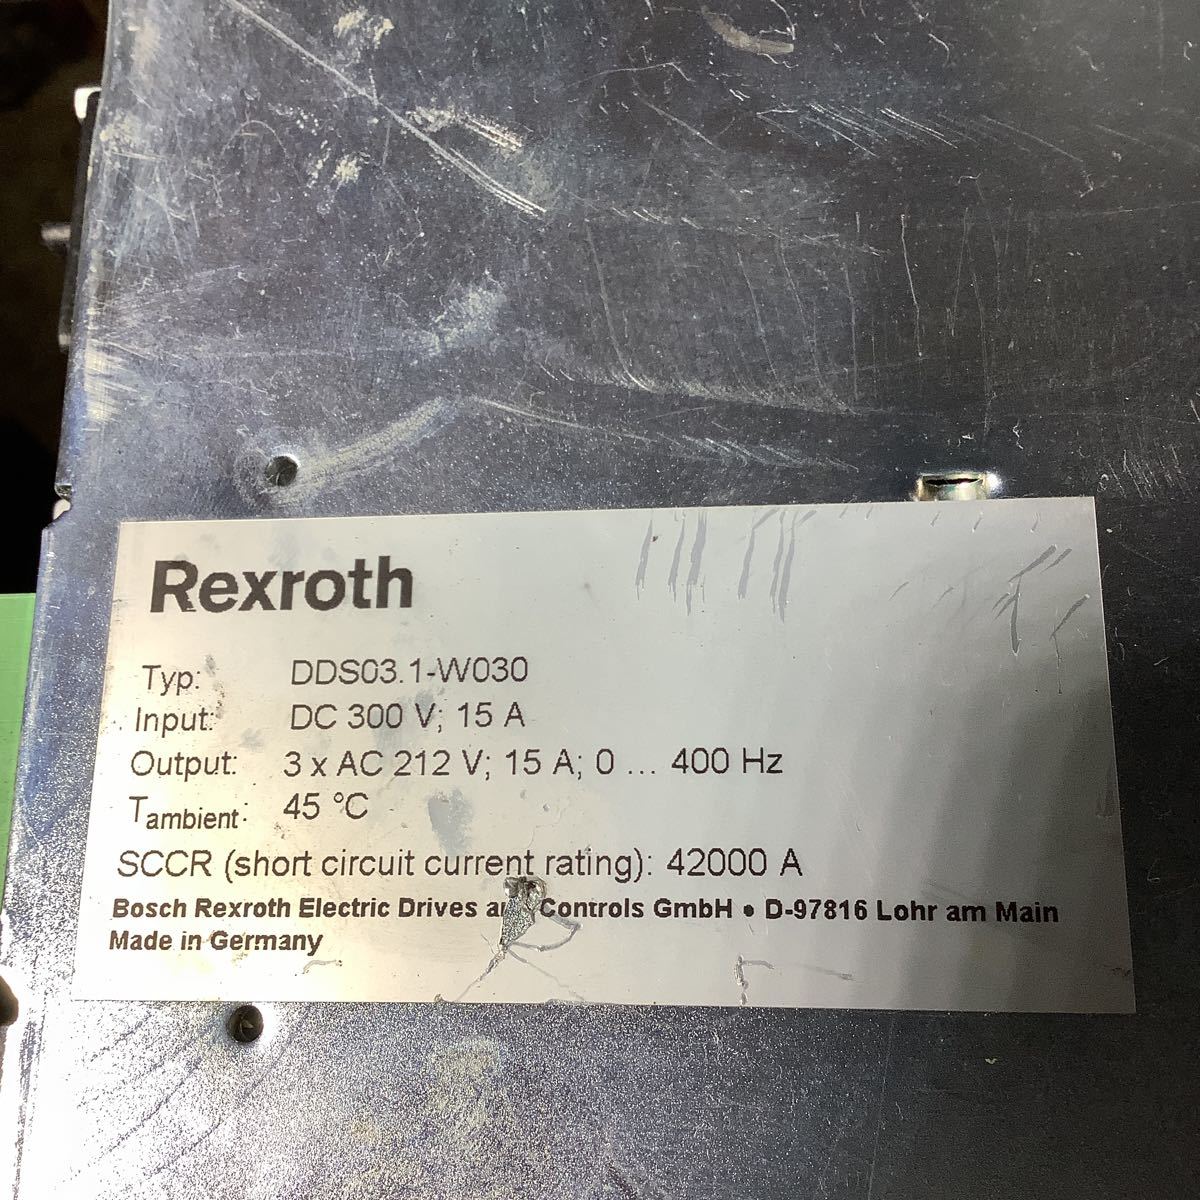 Rexroth
Typ: DDS03.1-W030
Input: DC 300 V; 15 A
Output: 3 x AC 212 V; 15 A; 0 ... 400 Hz
Tambient: 45 °C
SCCR (short circuit current rating): 42000 A
Bosch Rexroth Electric Drives and Controls GmbH • D-97816 Lohr am Main
Made in Germany